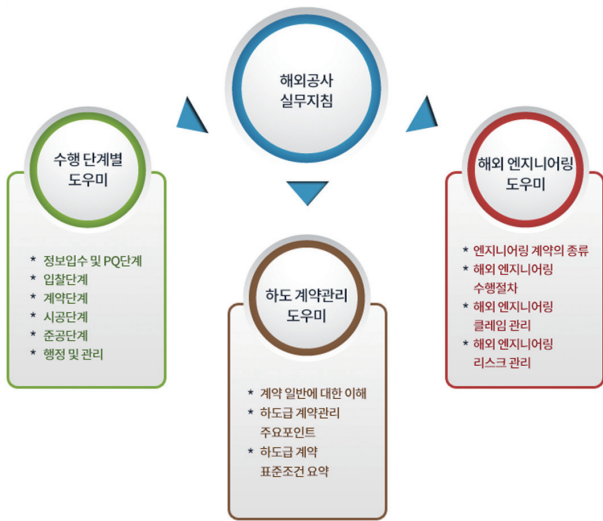 해외공사
실무지침
수행 단계별
도우미
* 정보입수 및 PQ단계
* 입찰단계
* 계약단계
* 시공단계
* 준공단계
* 행정 및 관리
하도 계약관리
도우미
* 계약 일반에 대한 이해
* 하도급 계약관리
주요포인트
* 하도급 계약
표준조건 요약
해외 엔지니어링
도우미
* 엔지니어링 계약의 종류
* 해외 엔지니어링
수행절차
* 해외 엔지니어링
클레임 관리
* 해외 엔지니어링
리스크 관리